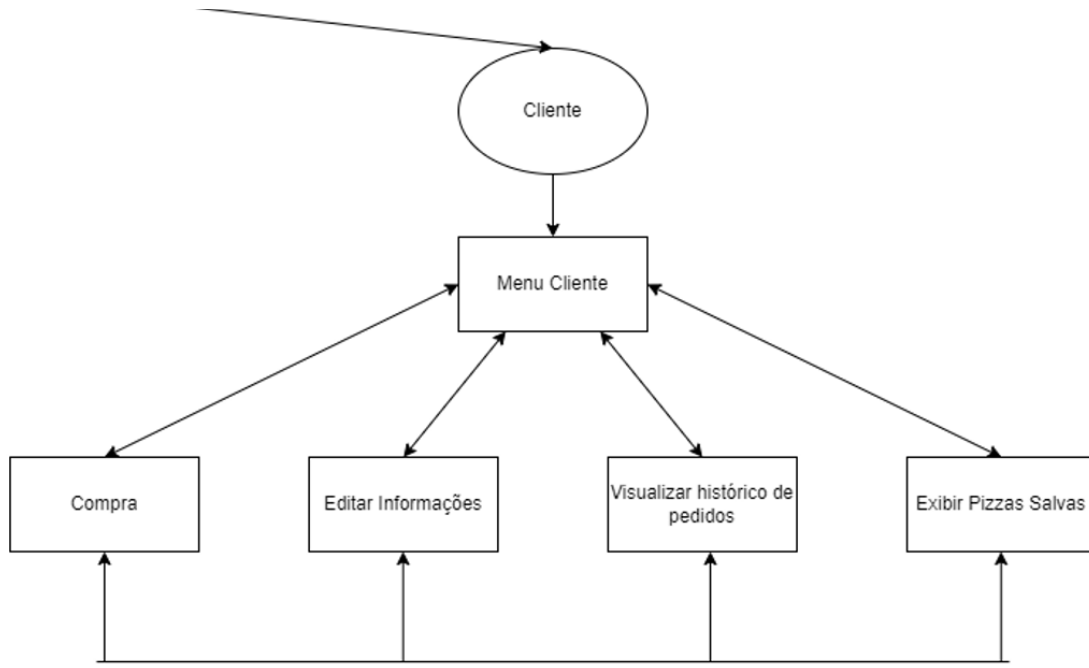 Cliente
Menu Cliente
Compra
Editar Informações
Visualizar histórico de
pedidos
Exibir Pizzas Salvas